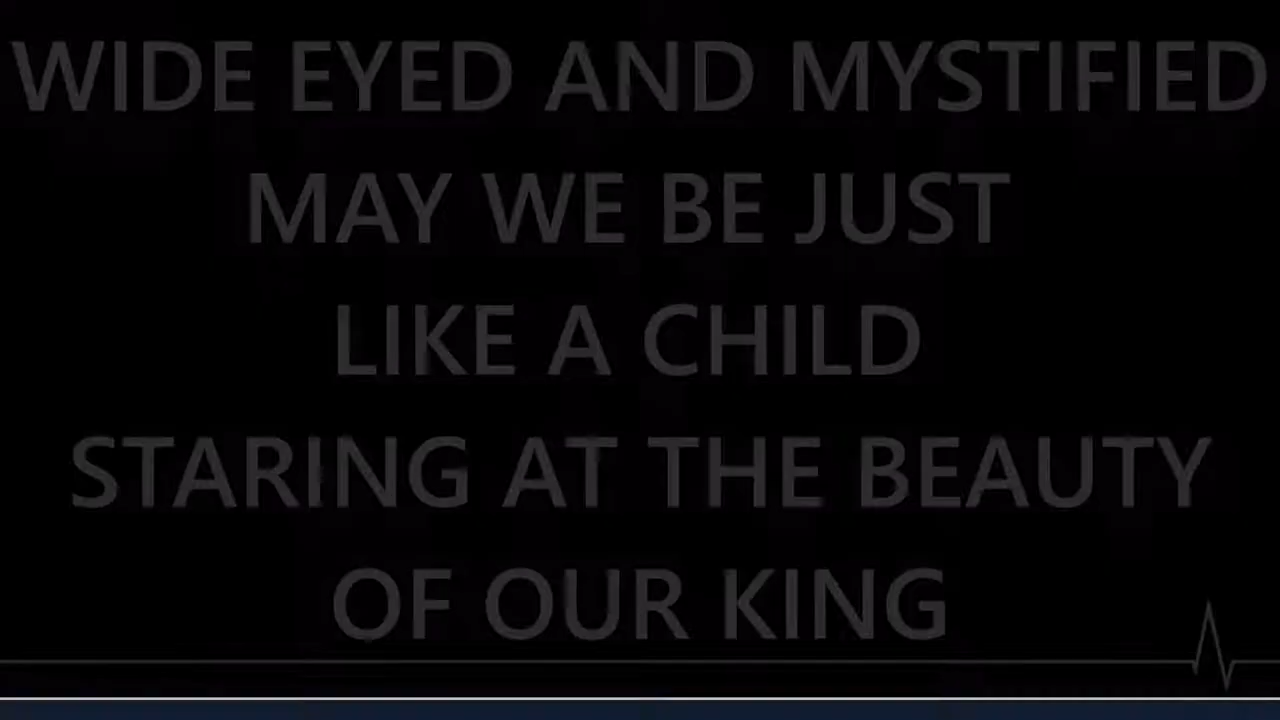 WIDE EYED AND MYSTIFIED
MAY WE BE JUST
LIKE A CHILD
STARING AT THE BEAUTY
OF OUR KING